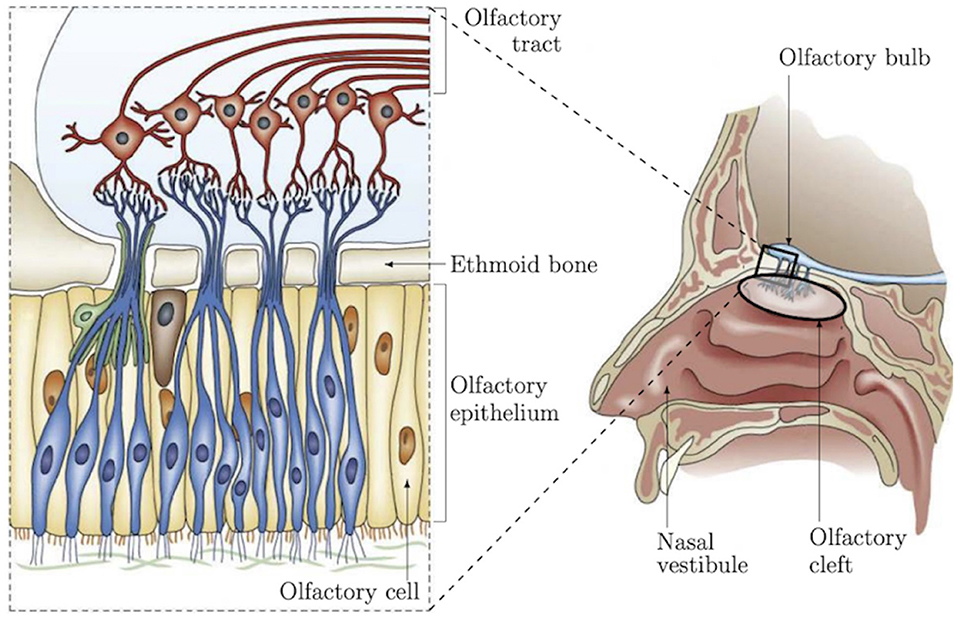 Olfactory
tract
Olfactory bulb
Ethmoid bone
Olfactory
epithelium
Nasal
vestibule
Olfactory
cleft
Olfactory cell